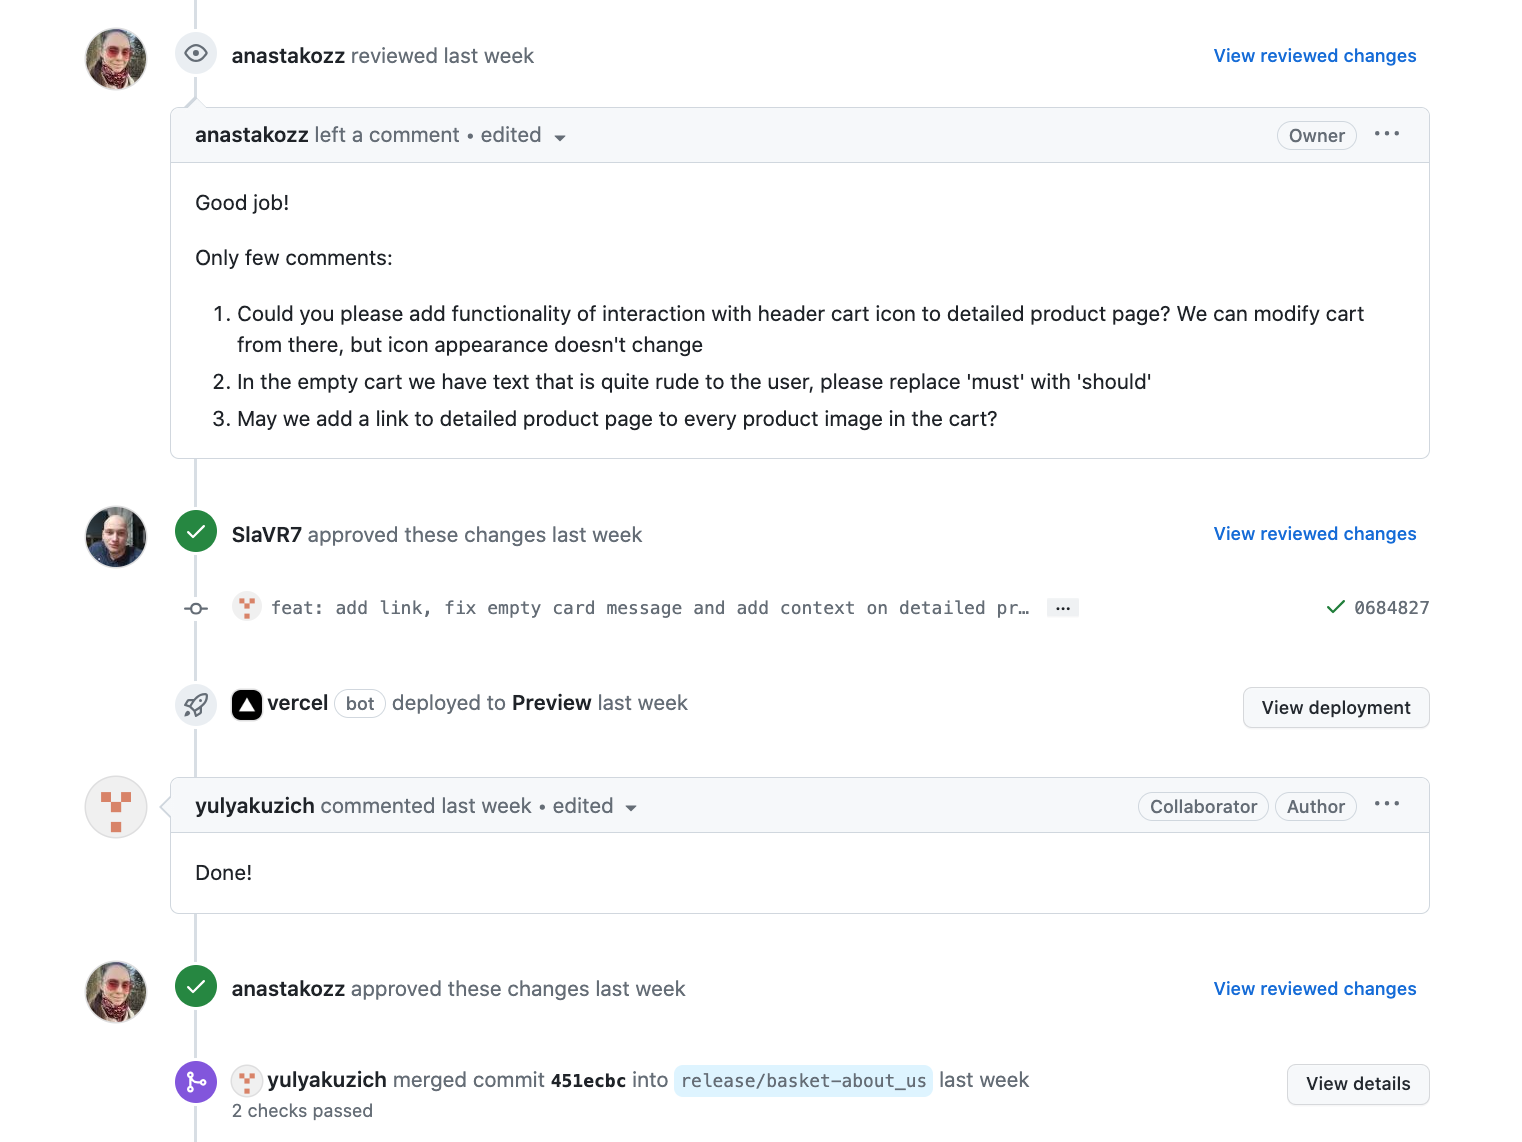 anastakozz reviewed last week
View reviewed changes
anastakozz left a comment • edited
Owner
Good job!
Only few comments:
1. Could you please add functionality of interaction with header cart icon to detailed product page? We can modify cart
from there, but icon appearance doesn't change
2. In the empty cart we have text that is quite rude to the user, please replace 'must' with 'should'
3. May we add a link to detailed product page to every product image in the cart?
SlaVR7 approved these changes last week
View reviewed changes
feat: add link, fix empty card message and add context on detailed pr…
0684827
vercel bot deployed to Preview last week
View deployment
yulyakuzich commented last week • edited
Collaborator
Author
Done!
anastakozz approved these changes last week
View reviewed changes
yulyakuzich merged commit 451ecbc into release/basket-about_us last week
View details
2 checks passed